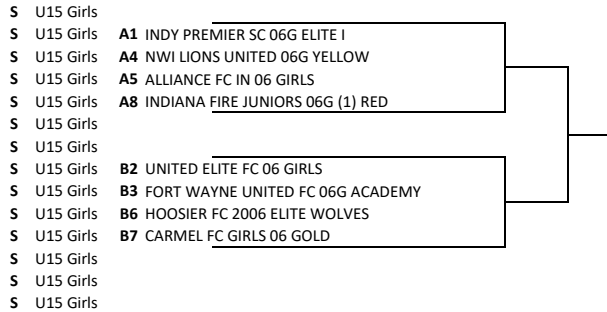 S U15 Girls
S U15 Girls A1 INDY PREMIER SC 06G ELITE I
S U15 Girls A4 NWI LIONS UNITED 06G YELLOW
S U15 Girls A5 ALLIANCE FC IN 06 GIRLS
S U15 Girls A8 INDIANA FIRE JUNIORS 06G (1) RED
S U15 Girls
S U15 Girls
S U15 Girls B2 UNITED ELITE FC 06 GIRLS
S U15 Girls B3 FORT WAYNE UNITED FC 06G ACADEMY
S U15 Girls B6 HOOSIER FC 2006 ELITE WOLVES
S U15 Girls B7 CARMEL FC GIRLS 06 GOLD
S U15 Girls
S U15 Girls
S U15 Girls